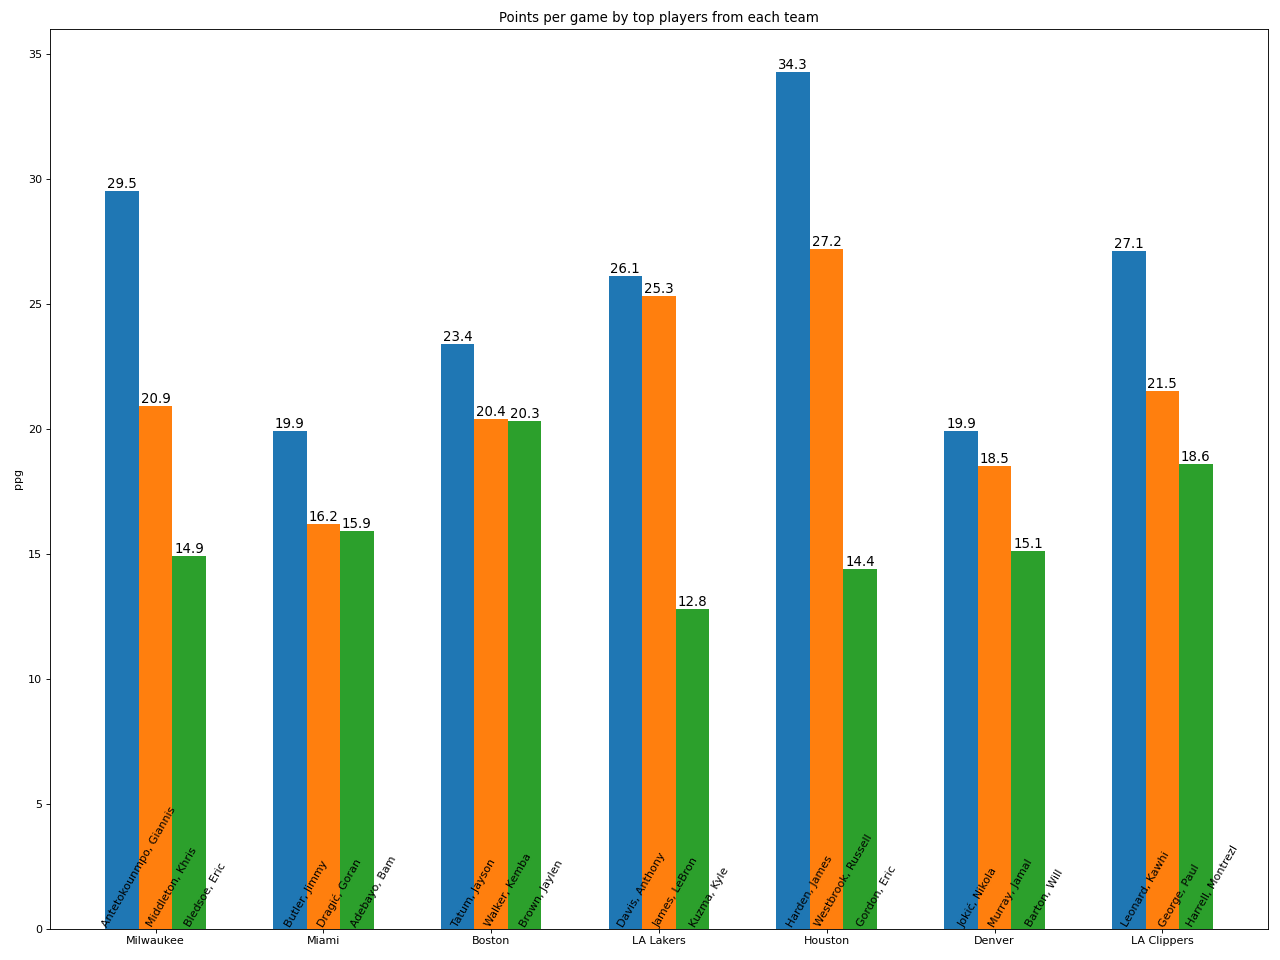 Points per game by top players from each team
ppg
35
30
25
20
15
10
5
0
29.5
20.9
14.9
19.9
16.2
15.9
23.4
20.4
20.3
26.1
25.3
12.8
34.3
27.2
14.4
19.9
18.5
15.1
27.1
21.5
18.6
Antetokounmpo, Giannis
Middleton, Khris
Bledsoe, Eric
Butler, Jimmy
Dragić, Goran
Adebayo, Bam
Tatum, Jayson
Walker, Kemba
Brown, Jaylen
Davis, Anthony
James, LeBron
Kuzma, Kyle
Harden, James
Westbrook, Russell
Gordon, Eric
Jokić, Nikola
Murray, Jamal
Barton, Will
Leonard, Kawhi
George, Paul
Harrell, Montrezl
Milwaukee
Miami
Boston
LA Lakers
Houston
Denver
LA Clippers